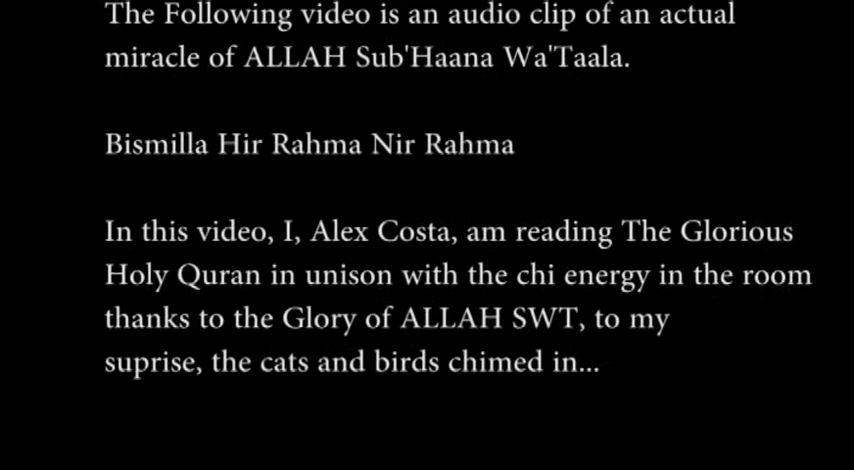 The Following video is an audio clip of an actual
miracle of ALLAH Sub'Haana Wa'Taala.
Bismilla Hir Rahma Nir Rahma
In this video, I, Alex Costa, am reading The Glorious
Holy Quran in unison with the chi energy in the room
thanks to the Glory of ALLAH SWT, to my
suprise, the cats and birds chimed in...